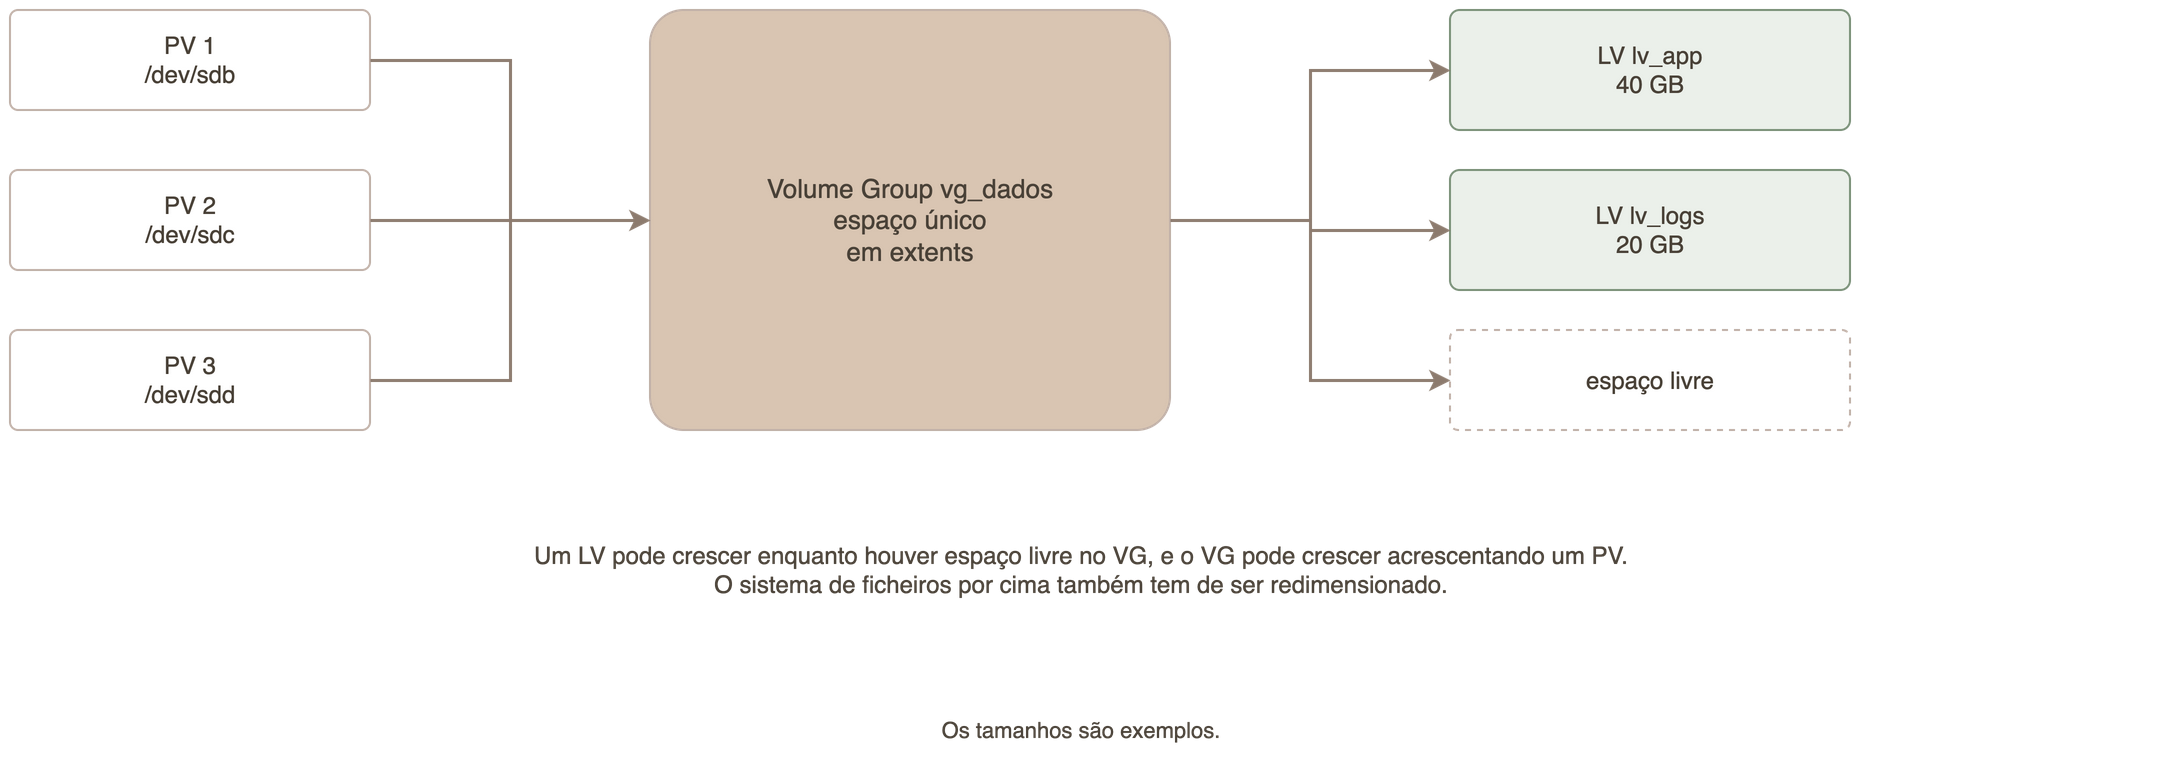 PV 1
/dev/sdb
PV 2
/dev/sdc
PV 3
/dev/sdd
Volume Group vg_dados
espaço único
em extents
LV lv_app
40 GB
LV lv_logs
20 GB
espaço livre
Um LV pode crescer enquanto houver espaço livre no VG, e o VG pode crescer acrescentando um PV.
O sistema de ficheiros por cima também tem de ser redimensionado.
Os tamanhos são exemplos.